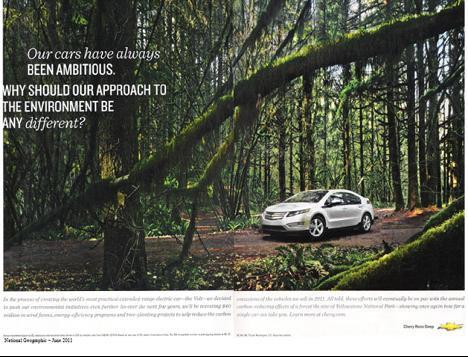 Our cars have always
BEEN AMBITIOUS.
WHY SHOULD OUR APPROACH TO
THE ENVIRONMENT BE
ANY different?
In the process of creating the world's most practical extended-range electric car—the Volt—we decided
to push our environmental initiatives even further. So over the next few years, we'll be investing $40
million in wind farms, energy-efficiency programs and tree-planting projects to help reduce the carbon
emissions of the vehicles we sell in 2011. All told, these efforts will eventually be on par with the annual
carbon-reducing effects of a forest the size of Yellowstone National Park—showing once again how far a
single car can take you. Learn more at chevy.com.
Chevy Runs Deep
National Geographic – June 2011